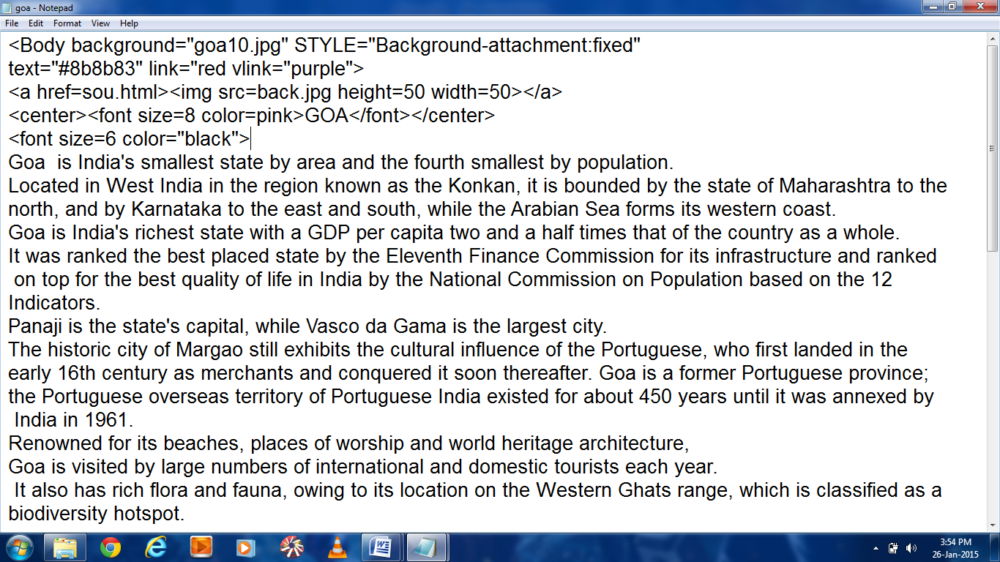 goa - Notepad
File Edit Format View Help
<Body background="goa10.jpg" STYLE="Background-attachment:fixed"
text="#8b8b83" link="red vlink="purple">
<a href=sou.html><img src=back.jpg height=50 width=50></a>
<center><font size=8 color=pink>GOA</font></center>
<font size=6 color="black">
Goa  is India's smallest state by area and the fourth smallest by population.
Located in West India in the region known as the Konkan, it is bounded by the state of Maharashtra to the
north, and by Karnataka to the east and south, while the Arabian Sea forms its western coast.
Goa is India's richest state with a GDP per capita two and a half times that of the country as a whole.
It was ranked the best placed state by the Eleventh Finance Commission for its infrastructure and ranked
 on top for the best quality of life in India by the National Commission on Population based on the 12
Indicators.
Panaji is the state's capital, while Vasco da Gama is the largest city.
The historic city of Margao still exhibits the cultural influence of the Portuguese, who first landed in the
early 16th century as merchants and conquered it soon thereafter. Goa is a former Portuguese province;
the Portuguese overseas territory of Portuguese India existed for about 450 years until it was annexed by
 India in 1961.
Renowned for its beaches, places of worship and world heritage architecture,
Goa is visited by large numbers of international and domestic tourists each year.
 It also has rich flora and fauna, owing to its location on the Western Ghats range, which is classified as a
biodiversity hotspot.
3:54 PM
26-Jan-2015